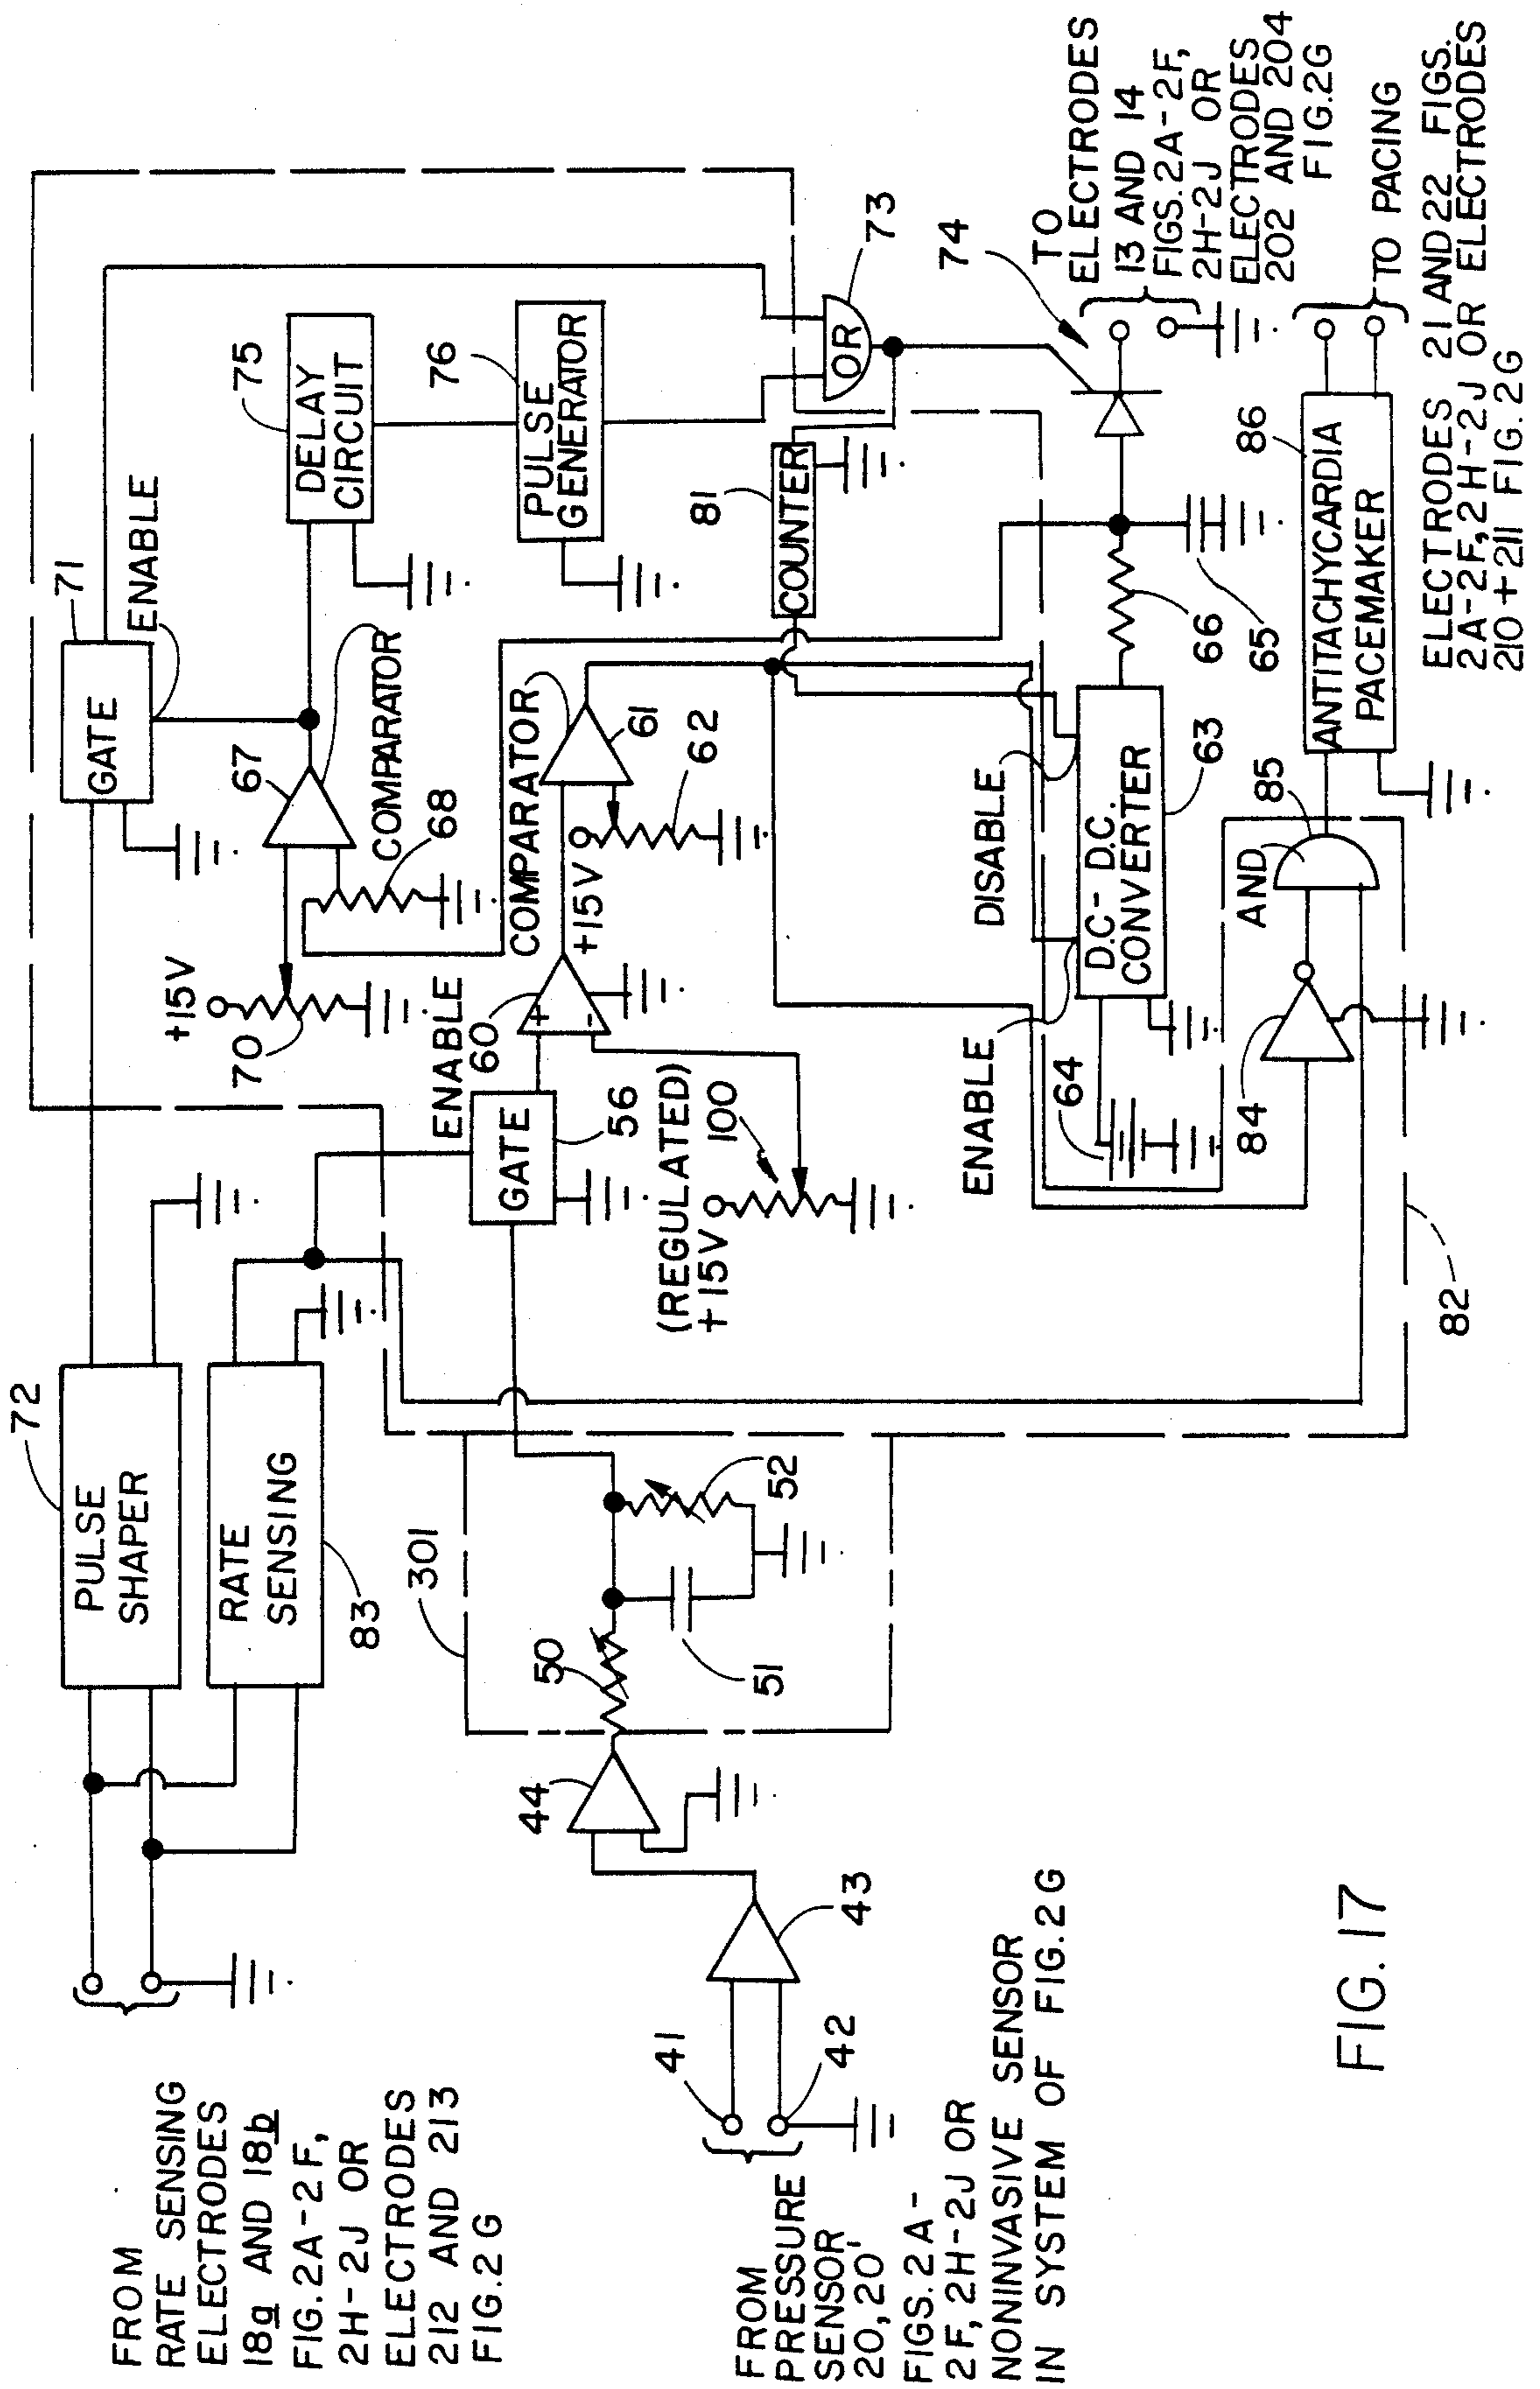 FROM
RATE SENSING
ELECTRODES
18a AND 18b
FIG.2A-2F,
2H-2J OR
ELECTRODES
212 AND 213
FIG.2G
72
PULSE
SHAPER
RATE
SENSING
83
FROM
PRESSURE
SENSOR
20,20'
FIGS.2A-
2F,2H-2J OR
NONINVASIVE SENSOR
IN SYSTEM OF FIG.2G
41
42
43
44
301
50
51
52
ENABLE
GATE
56
(REGULATED)
+15V
100
60
+
-
COMPARATOR
61
+15V
62
+15V
70
67
COMPARATOR
68
71
GATE
ENABLE
75
DELAY
CIRCUIT
76
PULSE
GENERATOR
OR
73
81
COUNTER
74
TO
ELECTRODES
13 AND 14
FIGS.2A-2F,
2H-2J OR
ELECTRODES
202 AND 204
FIG.2G
ENABLE
DISABLE
D.C- D.C.
CONVERTER
63
64
66
65
84
AND
85
82
86
ANTITACHYCARDIA
PACEMAKER
TO PACING
ELECTRODES 21 AND22 FIGS.
2A-2F,2H-2J OR ELECTRODES
210+211 FIG.2G
FIG.17